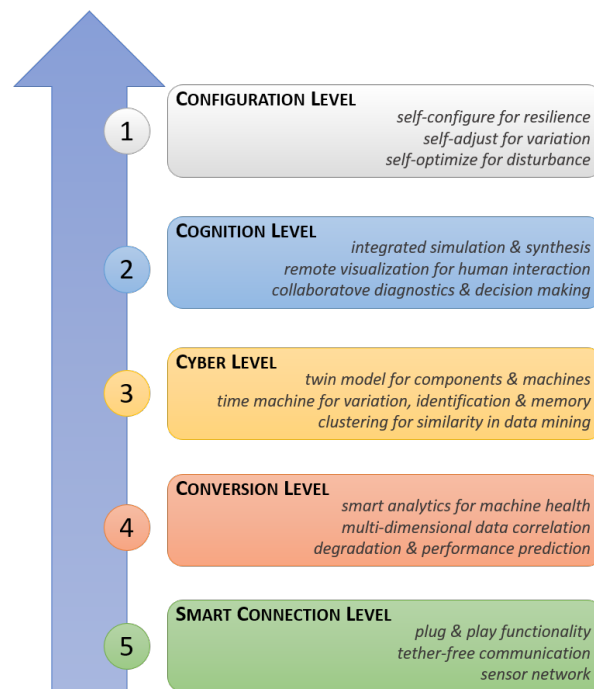 1
CONFIGURATION LEVEL
self-configure for resilience
self-adjust for variation
self-optimize for disturbance
2
COGNITION LEVEL
integrated simulation & synthesis
remote visualization for human interaction
collaboratove diagnostics & decision making
3
CYBER LEVEL
twin model for components & machines
time machine for variation, identification & memory
clustering for similarity in data mining
4
CONVERSION LEVEL
smart analytics for machine health
multi-dimensional data correlation
degradation & performance prediction
5
SMART CONNECTION LEVEL
plug & play functionality
tether-free communication
sensor network